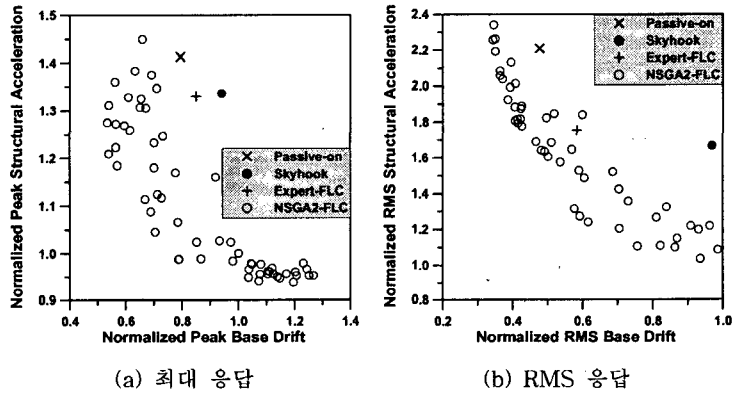 Normalized Peak Structural Acceleration
1.5
1.4
1.3
1.2
1.1
1.0
0.9
Passive-on
Skyhook
Expert-FLC
NSGA2-FLC
0.4 0.6 0.8 1.0 1.2 1.4
Normalized Peak Base Drift
(a) 최대 응답
Normalized RMS Structural Acceleration
2.4
2.2
2.0
1.8
1.6
1.4
1.2
1.0
0.8
Passive-on
Skyhook
Expert-FLC
NSGA2-FLC
0.2 0.4 0.6 0.8 1.0
Normalized RMS Base Drift
(b) RMS 응답